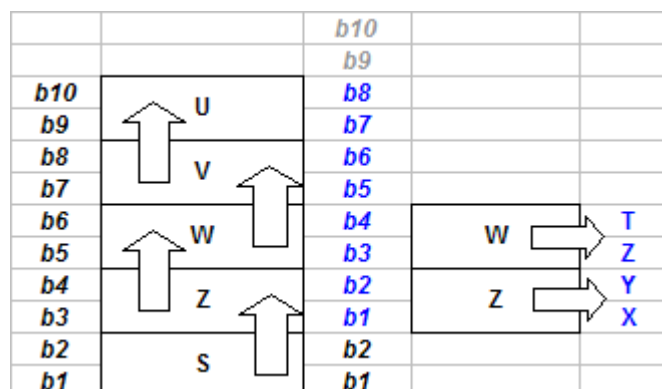 b10
b9
b10 U b8
b9 b7
b8 V b6
b7 b5
b6 W b4 W T
b5 b3 Z
b4 Z b2 Z Y
b3 b1 X
b2 S b2
b1 b1